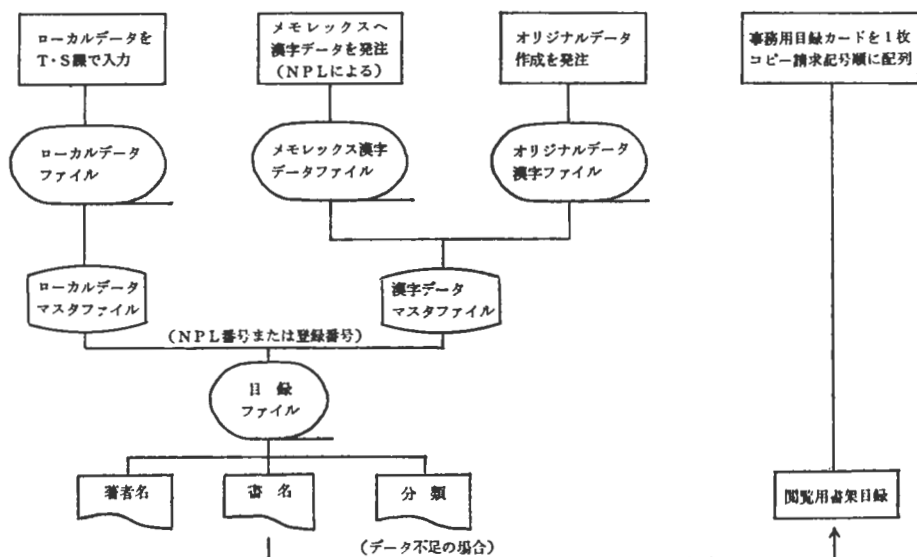 ローカルデータを
T・S課で入力
メモレックスへ
漢字データを発注
(NPLによる)
オリジナルデータ
作成を発注
事務用目録カードを1枚
コピー請求記号順に配列
ローカルデータ
ファイル
メモレックス漢字
データファイル
オリジナルデータ
漢字ファイル
ローカルデータ
マスタファイル
漢字データ
マスタファイル
(NPL番号または登録番号)
目 録
ファイル
著者名
書 名
分 類
閲覧用書架目録
(データ不足の場合)